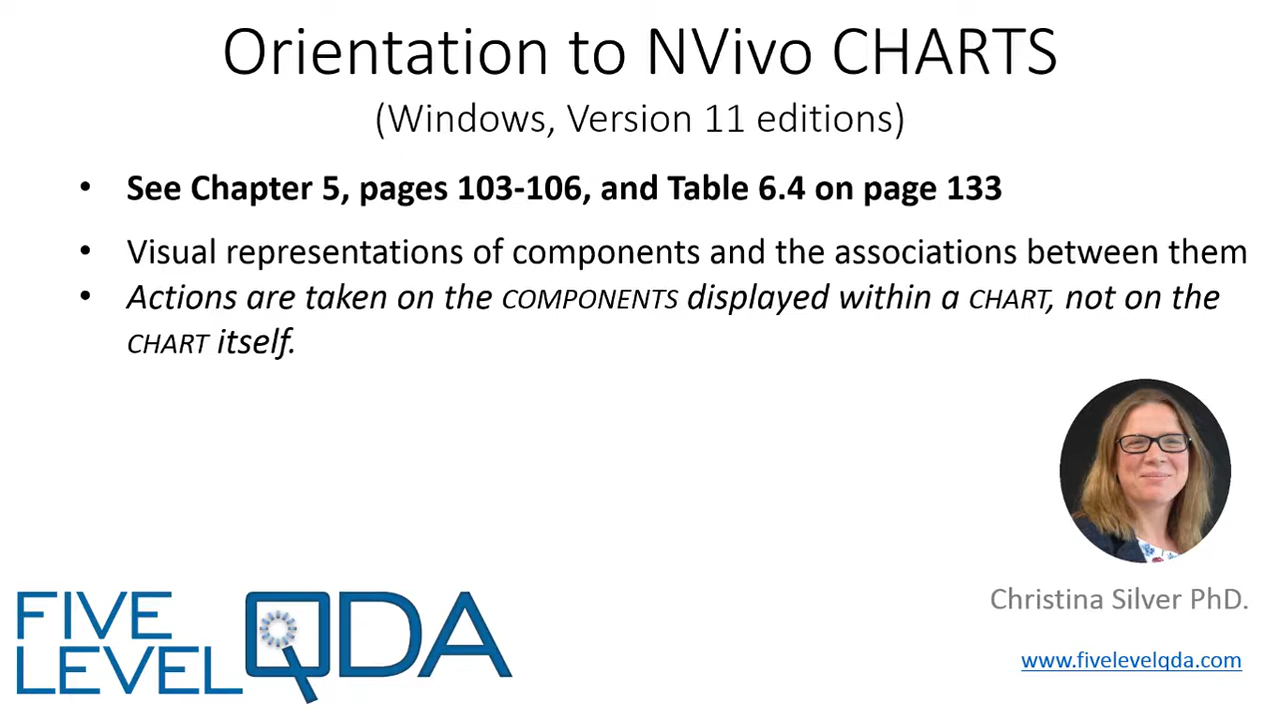 Orientation to NVivo CHARTS
(Windows, Version 11 editions)
• See Chapter 5, pages 103-106, and Table 6.4 on page 133
• Visual representations of components and the associations between them
• Actions are taken on the COMPONENTS displayed within a CHART, not on the
CHART itself.
Christina Silver PhD.
www.fivelevelqda.com
FIVE
LEVEL
QDA